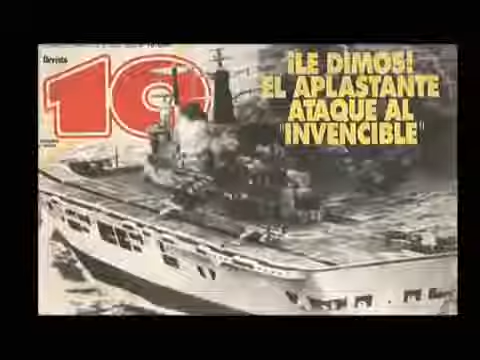 Revista
10
¡LE DIMOS!
EL APLASTANTE
ATAQUE AL
"INVENCIBLE"